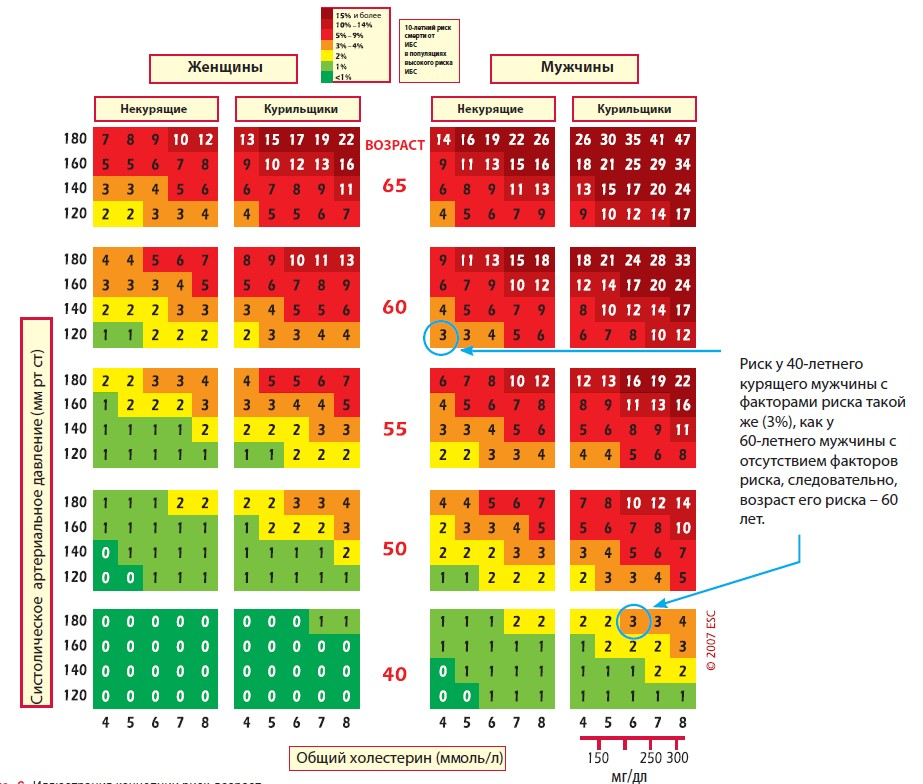 15% и более
10%–14%
5%–9%
3%–4%
2%
1%
<1%
10-летний риск
смерти от
ИБС
в популяциях
высокого риска
ИБС
Женщины
Мужчины
Некурящие
Курильщики
Некурящие
Курильщики
ВОЗРАСТ
180 7 8 9 10 12 13 15 17 19 22 14 16 19 22 26 26 30 35 41 47
160 5 5 6 7 8 9 10 12 13 16 9 11 13 15 16 18 21 25 29 34
65
140 3 3 4 5 6 6 7 8 9 11 6 8 9 11 13 13 15 17 20 24
120 2 2 3 3 4 4 5 5 6 7 4 5 6 7 9 9 10 12 14 17
180 4 4 5 6 7 8 9 10 11 13 9 11 13 15 18 18 21 24 28 33
160 3 3 3 4 5 5 6 7 8 9 6 7 9 10 12 12 14 17 20 24
60
140 2 2 2 3 3 3 4 5 5 6 4 5 6 7 9 8 10 12 14 17
120 1 1 2 2 2 2 3 3 4 4 3 3 4 5 6 6 7 8 10 12
180 2 2 3 3 4 4 5 5 6 7 6 7 8 10 12 12 13 16 19 22
160 1 2 2 2 3 3 3 4 4 5 4 5 6 7 8 8 9 11 13 16
55
140 1 1 1 1 2 2 2 2 3 3 3 3 4 5 6 5 6 8 9 11
120 1 1 1 1 1 1 1 2 2 2 2 2 3 3 4 4 4 5 6 8
180 1 1 1 2 2 2 2 3 3 4 4 4 5 6 7 7 8 10 12 14
160 1 1 1 1 1 1 2 2 2 3 2 3 3 4 5 5 6 7 8 10
50
140 0 1 1 1 1 1 1 1 1 2 2 2 2 3 3 3 4 5 6 7
120 0 0 1 1 1 1 1 1 1 1 1 1 2 2 2 2 3 3 4 5
180 0 0 0 0 0 0 0 0 1 1 1 1 1 2 2 2 2 3 3 4
160 0 0 0 0 0 0 0 0 0 0 1 1 1 1 1 1 2 2 2 3
40
140 0 0 0 0 0 0 0 0 0 0 0 1 1 1 1 1 1 1 2 2
120 0 0 0 0 0 0 0 0 0 0 0 0 1 1 1 1 1 1 1 1
4 5 6 7 8 4 5 6 7 8 4 5 6 7 8 4 5 6 7 8
Систолическое артериальное давление (мм рт ст)
Общий холестерин (ммоль/л)
150 250 300
мг/дл
© 2007 ESC
Риск у 40-летнего
курящего мужчины с
факторами риска такой
же (3%), как у
60-летнего мужчины с
отсутствием факторов
риска, следовательно,
возраст его риска – 60
лет.